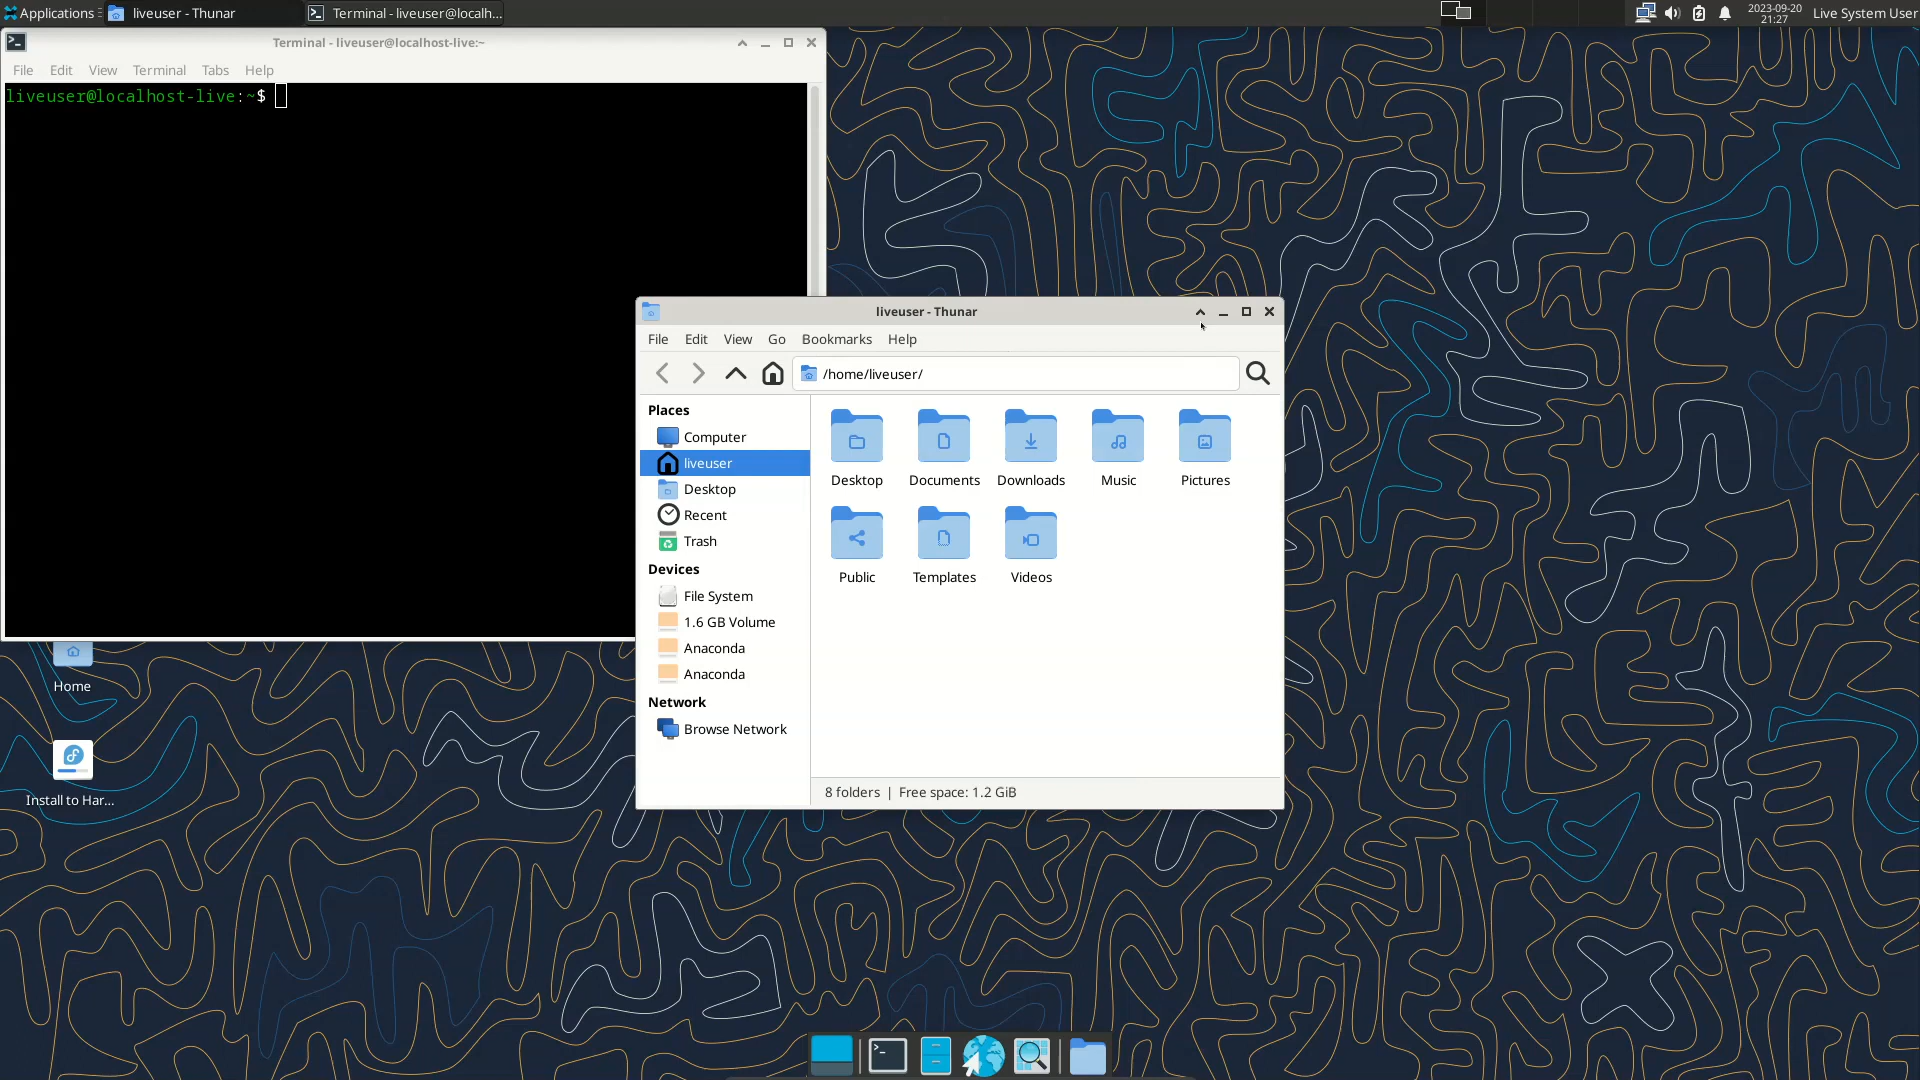 Applications
liveuser - Thunar
Terminal - liveuser@localh...
2023-09-20
21:27
Live System User
Terminal - liveuser@localhost-live:~
File Edit View Terminal Tabs Help
liveuser@localhost-live:~$
liveuser - Thunar
File Edit View Go Bookmarks Help
/home/liveuser/
Places
Computer
liveuser
Desktop
Recent
Trash
Devices
File System
1.6 GB Volume
Anaconda
Anaconda
Network
Browse Network
Desktop
Documents
Downloads
Music
Pictures
Public
Templates
Videos
8 folders | Free space: 1.2 GiB
Home
Install to Har...